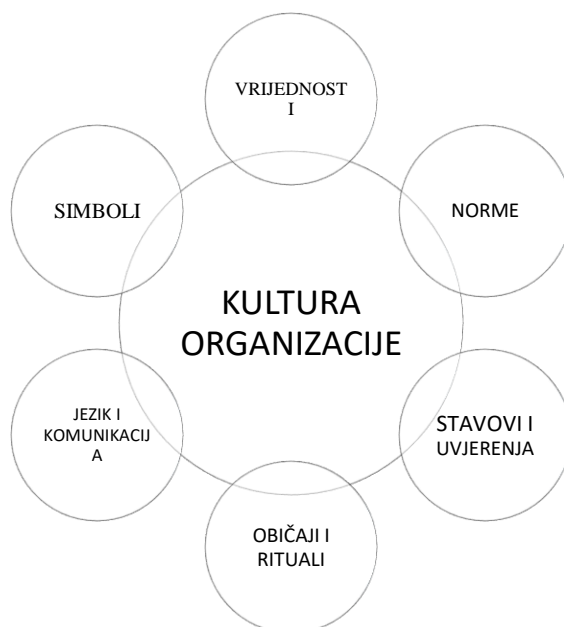 VRIJEDNOST
I
SIMBOLI
NORME
KULTURA
ORGANIZACIJE
JEZIK I
KOMUNIKACIJ
A
STAVOVI I
UVJERENJA
OBIČAJI I
RITUALI